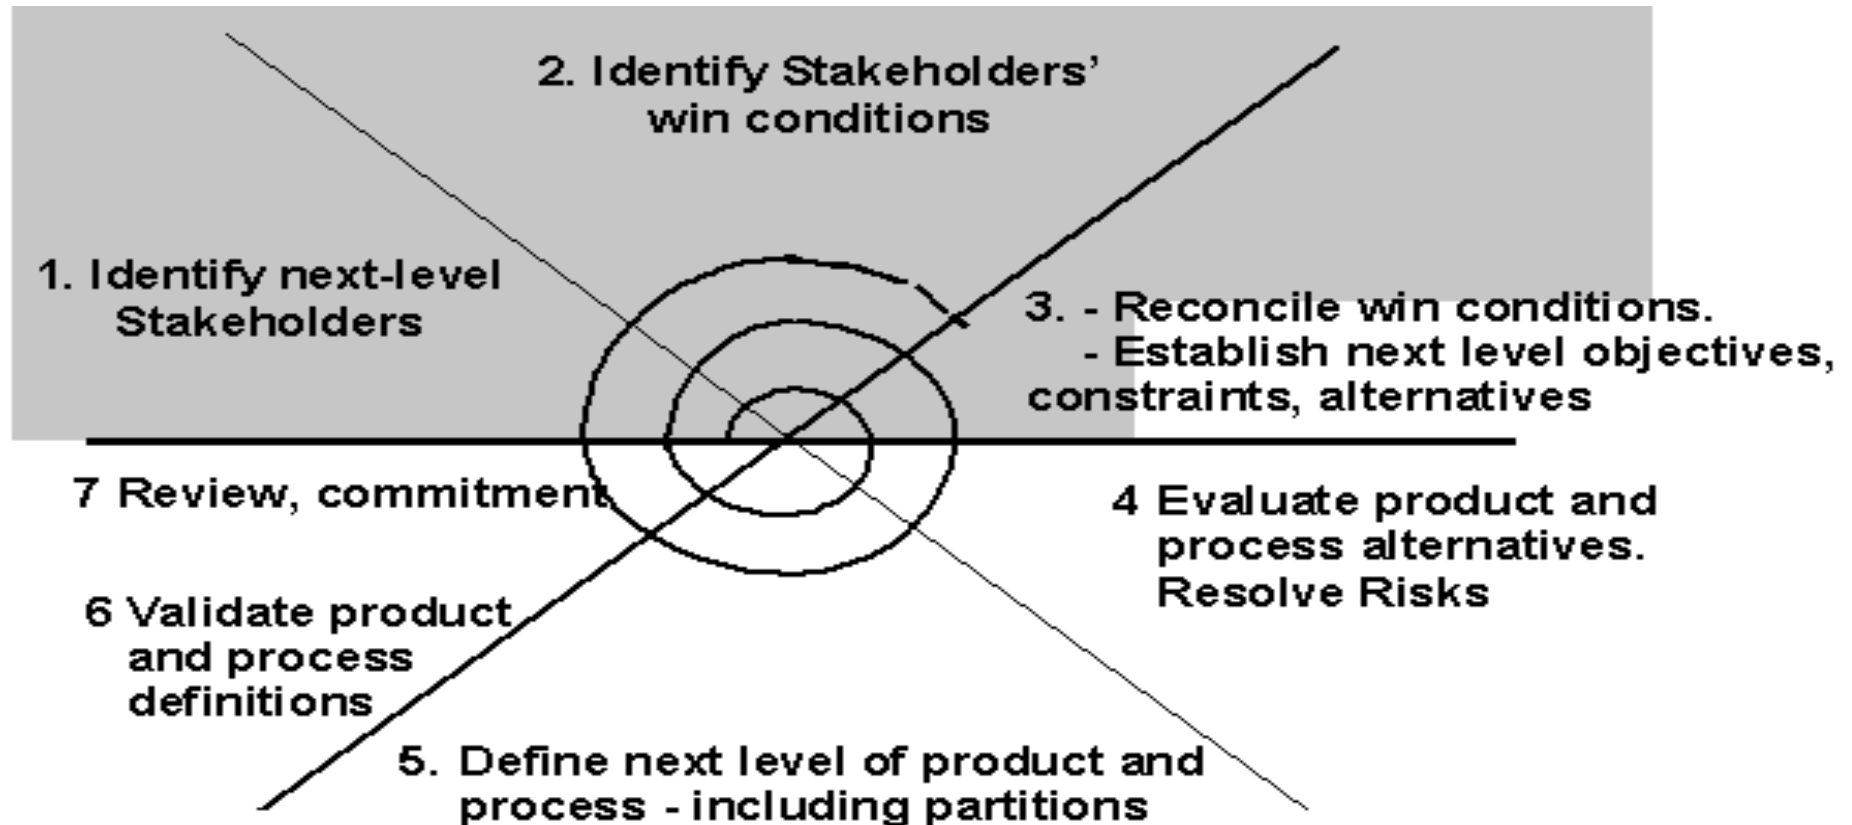 2. Identify Stakeholders’
win conditions
1. Identify next-level
Stakeholders
3. - Reconcile win conditions.
- Establish next level objectives,
constraints, alternatives
7 Review, commitment
4 Evaluate product and
process alternatives.
Resolve Risks
6 Validate product
and process
definitions
5. Define next level of product and
process - including partitions